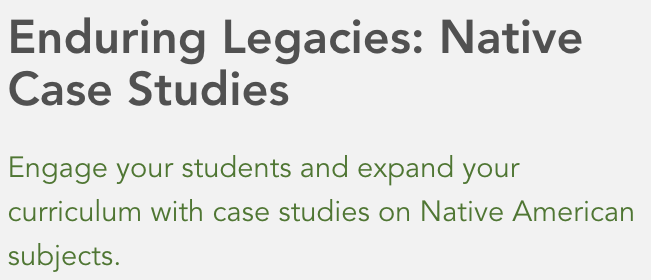 Enduring Legacies: Native
Case Studies
Engage your students and expand your
curriculum with case studies on Native American
subjects.